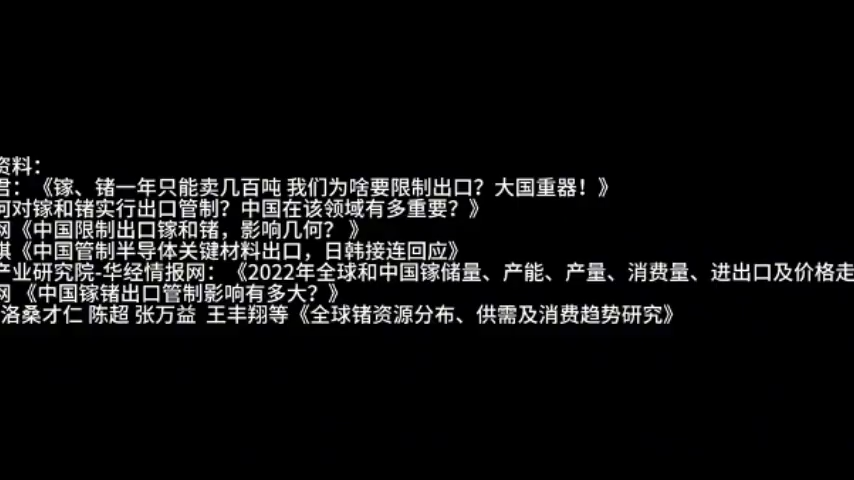 资料：
君：《镓、锗一年只能卖几百吨 我们为啥要限制出口？大国重器！》
何对镓和锗实行出口管制？中国在该领域有多重要？》
网《中国限制出口镓和锗，影响几何？ 》
《中国管制半导体关键材料出口，日韩接连回应》
产业研究院-华经情报网：《2022年全球和中国镓储量、产能、产量、消费量、进出口及价格走
网 《中国镓锗出口管制影响有多大？》
洛桑才仁 陈超 张万益 王丰翔等《全球锗资源分布、供需及消费趋势研究》